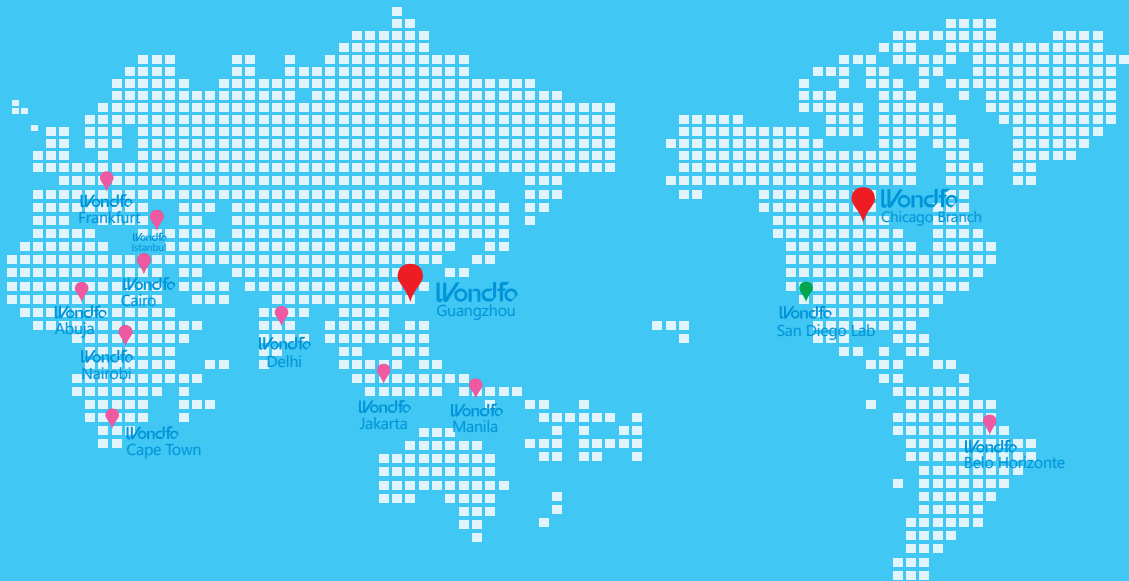 Wondfo
Frankfurt
Wondfo
Istanbul
Wondfo
Cairo
Wondfo
Abuja
Wondfo
Nairobi
Wondfo
Cape Town
Wondfo
Delhi
Wondfo
Guangzhou
Wondfo
Jakarta
Wondfo
Manila
Wondfo
Chicago Branch
Wondfo
San Diego Lab
Wondfo
Belo Horizonte